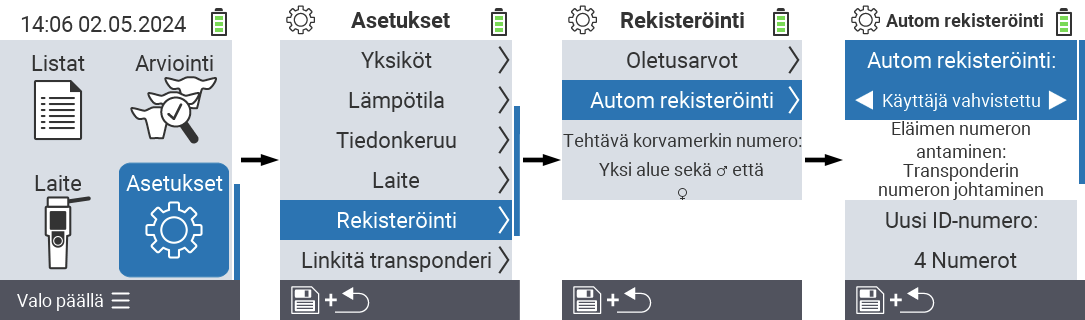 14:06 02.05.2024
Listat
Arviointi
Laite
Asetukset
Valo päällä
Asetukset
Yksiköt
Lämpötila
Tiedonkeruu
Laite
Rekisteröinti
Linkitä transponderi
+
Rekisteröinti
Oletusarvot
Autom rekisteröinti
Tehtävä korvamerkin numero:
Yksi alue sekä ♂ että
♀
+
Autom rekisteröinti
Autom rekisteröinti:
Käyttäjä vahvistettu
Eläimen numeron
antaminen:
Transponderin
numeron johtaminen
Uusi ID-numero:
4 Numerot
+